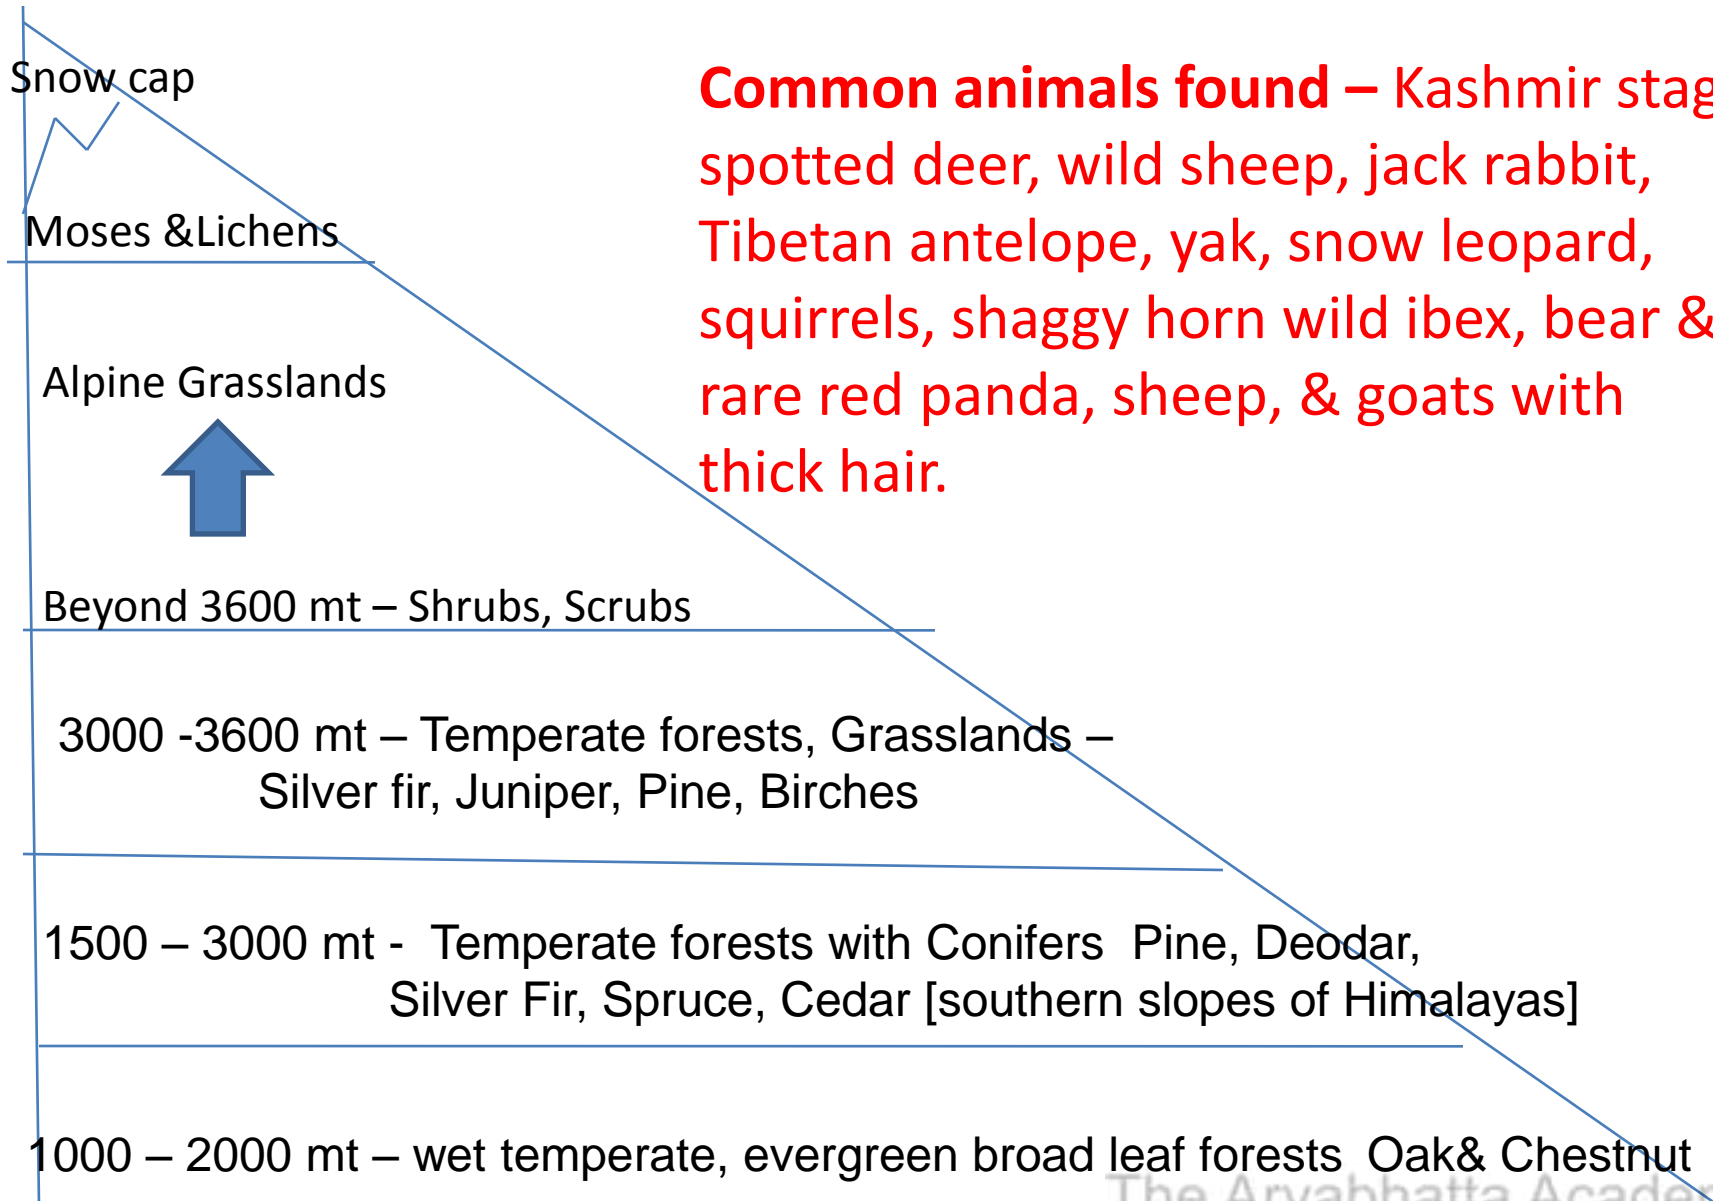 Snow cap
Common animals found – Kashmir stag
spotted deer, wild sheep, jack rabbit,
Tibetan antelope, yak, snow leopard,
squirrels, shaggy horn wild ibex, bear &
rare red panda, sheep, & goats with
thick hair.
Moses &Lichens
Alpine Grasslands
Beyond 3600 mt – Shrubs, Scrubs
3000 -3600 mt – Temperate forests, Grasslands –
Silver fir, Juniper, Pine, Birches
1500 – 3000 mt - Temperate forests with Conifers Pine, Deodar,
Silver Fir, Spruce, Cedar [southern slopes of Himalayas]
1000 – 2000 mt – wet temperate, evergreen broad leaf forests Oak& Chestnut
The Aryabhatta